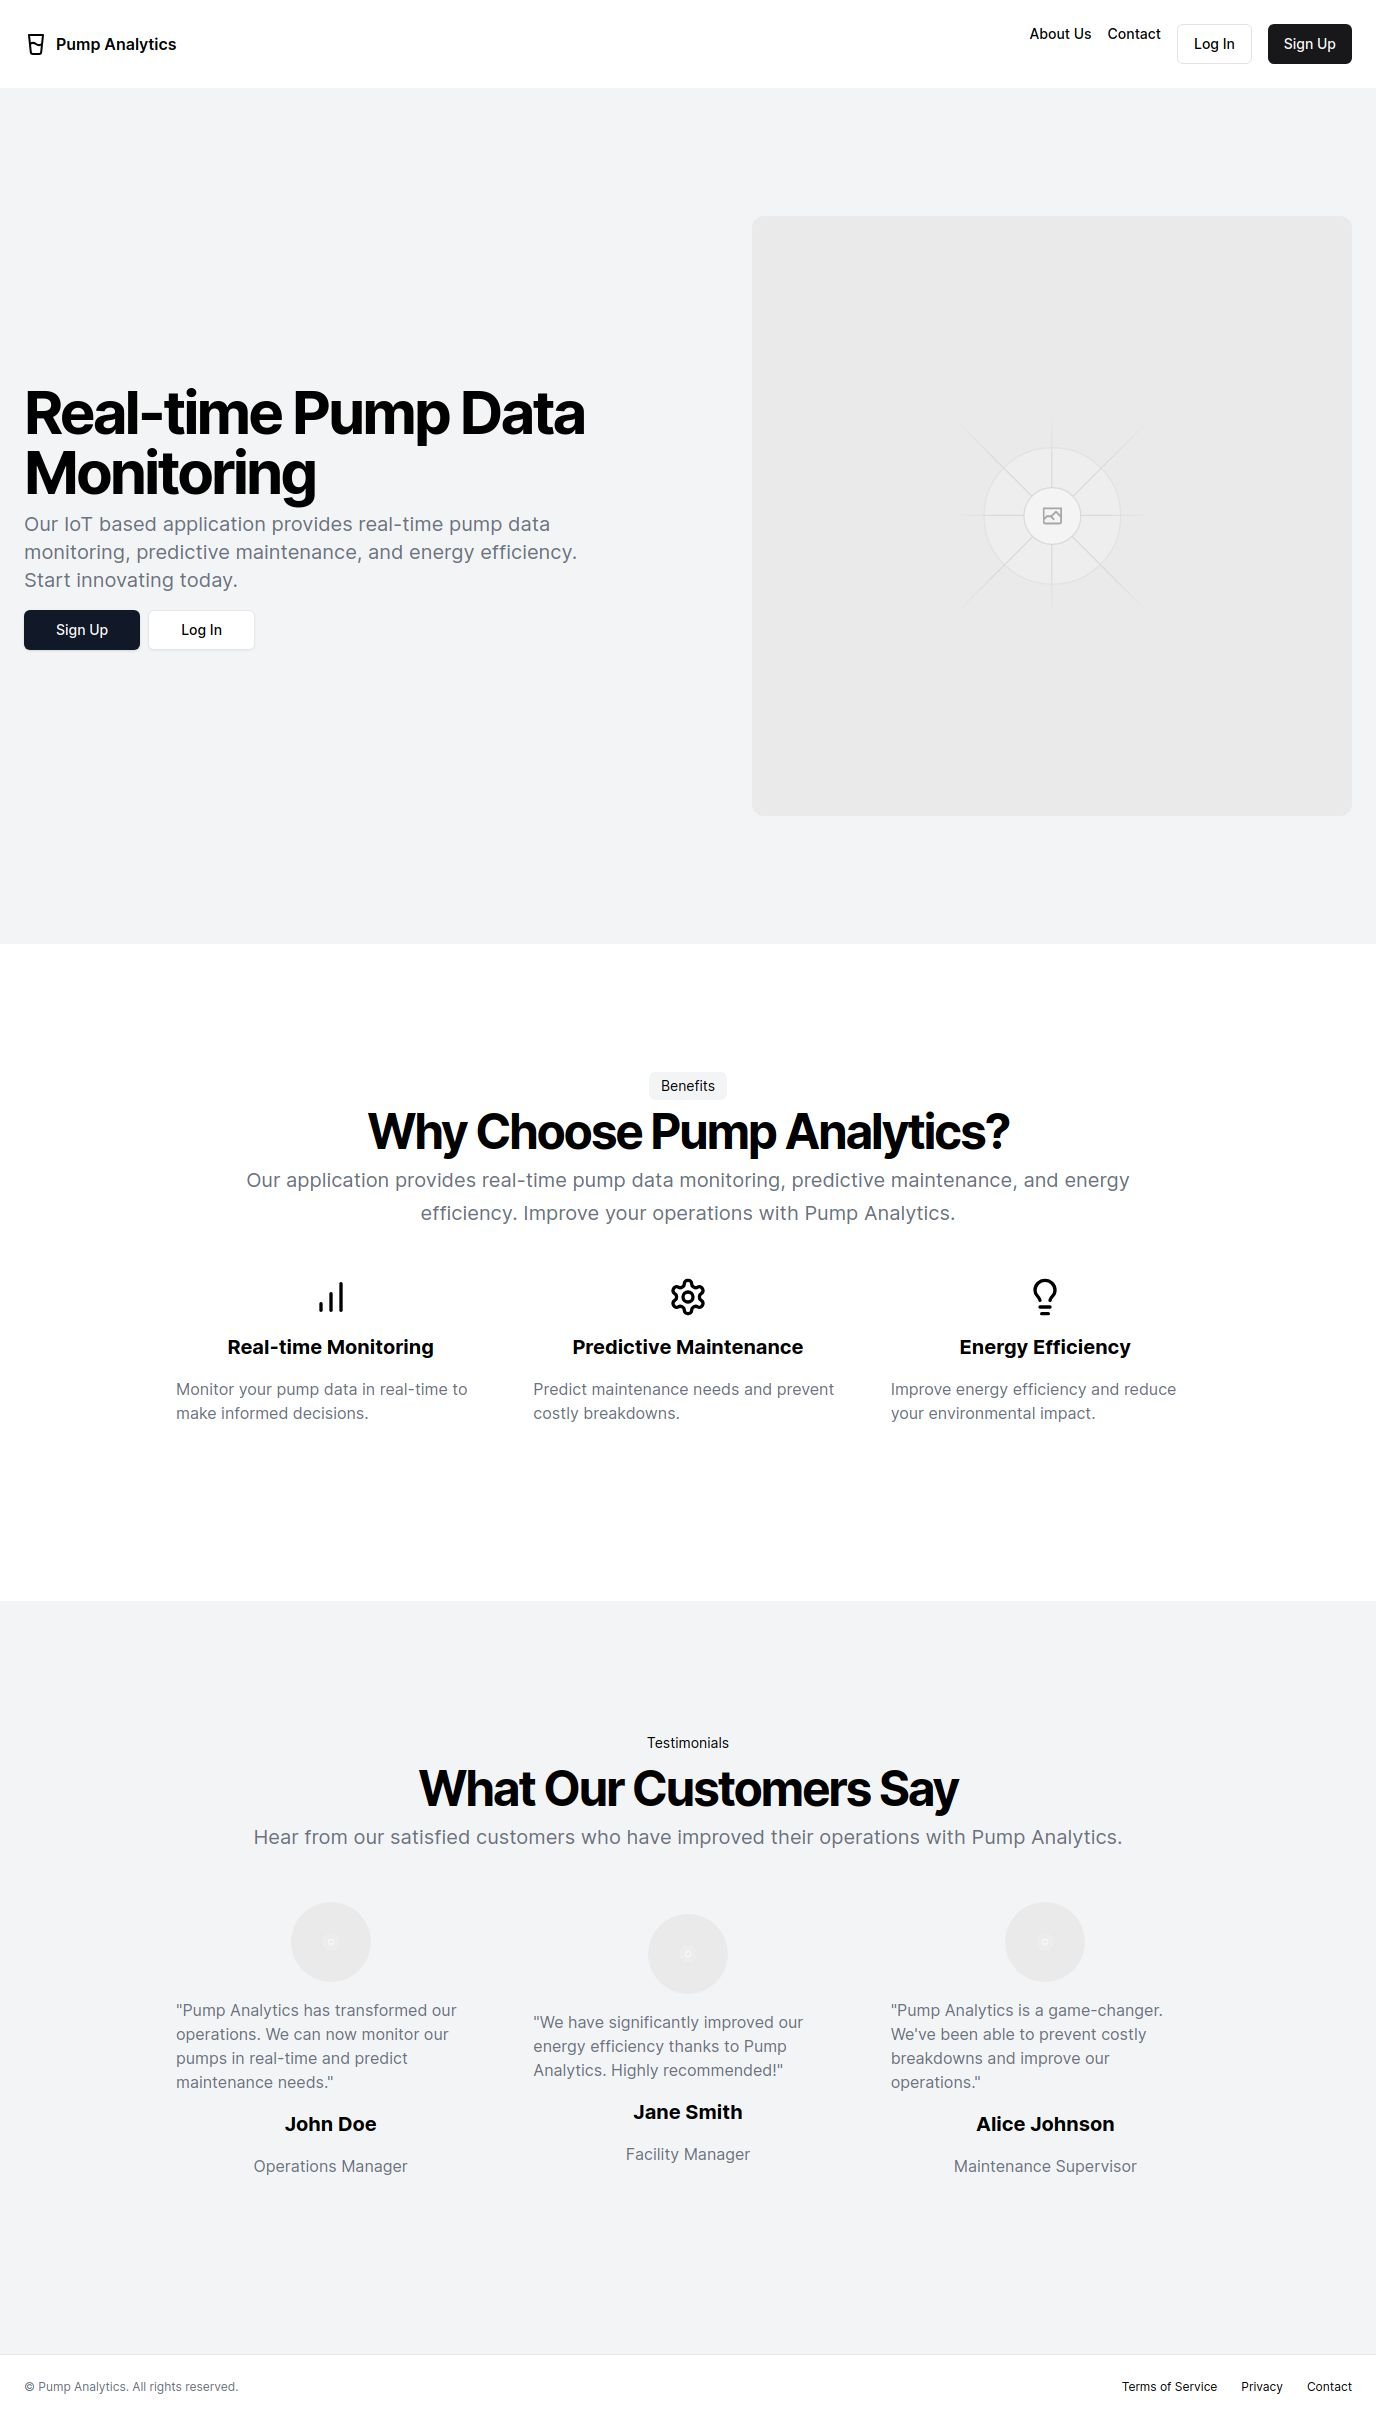 Pump Analytics
About Us
Contact
Log In
Sign Up
Real-time Pump Data
Monitoring
Our IoT based application provides real-time pump data
monitoring, predictive maintenance, and energy efficiency.
Start innovating today.
Sign Up
Log In
Benefits
Why Choose Pump Analytics?
Our application provides real-time pump data monitoring, predictive maintenance, and energy
efficiency. Improve your operations with Pump Analytics.
Real-time Monitoring
Monitor your pump data in real-time to
make informed decisions.
Predictive Maintenance
Predict maintenance needs and prevent
costly breakdowns.
Energy Efficiency
Improve energy efficiency and reduce
your environmental impact.
Testimonials
What Our Customers Say
Hear from our satisfied customers who have improved their operations with Pump Analytics.
"Pump Analytics has transformed our
operations. We can now monitor our
pumps in real-time and predict
maintenance needs."
John Doe
Operations Manager
"We have significantly improved our
energy efficiency thanks to Pump
Analytics. Highly recommended!"
Jane Smith
Facility Manager
"Pump Analytics is a game-changer.
We've been able to prevent costly
breakdowns and improve our
operations."
Alice Johnson
Maintenance Supervisor
© Pump Analytics. All rights reserved.
Terms of Service
Privacy
Contact